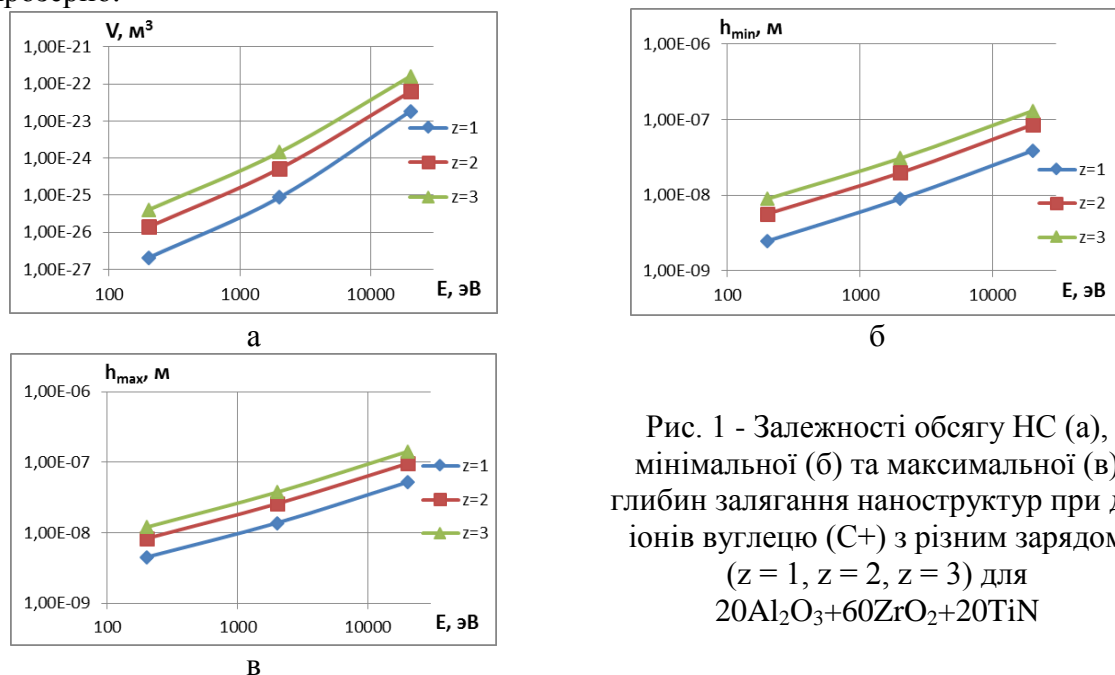 V, м³
1,00E-21
1,00E-22
1,00E-23
1,00E-24
1,00E-25
1,00E-26
1,00E-27
100 1000 10000 E, эВ
z=1
z=2
z=3
а
h_min, м
1,00E-06
1,00E-07
1,00E-08
1,00E-09
100 1000 10000 E, эВ
z=1
z=2
z=3
б
h_max, м
1,00E-06
1,00E-07
1,00E-08
1,00E-09
100 1000 10000 E, эВ
z=1
z=2
z=3
в
Рис. 1 - Залежності обсягу НС (а),
мінімальної (б) та максимальної (в)
глибин залягання наноструктур при
іонів вуглецю (С+) з різним зарядом
(z = 1, z = 2, z = 3) для
20Al₂O₃+60ZrO₂+20TiN